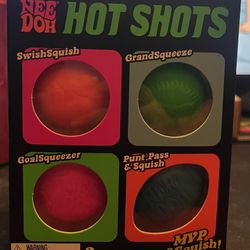 NEE DOH HOT SHOTS
SwishSquish GrandSqueeze
GoalSqueezer Punt, Pass
& Squish
MVP
Squish!
WARNING